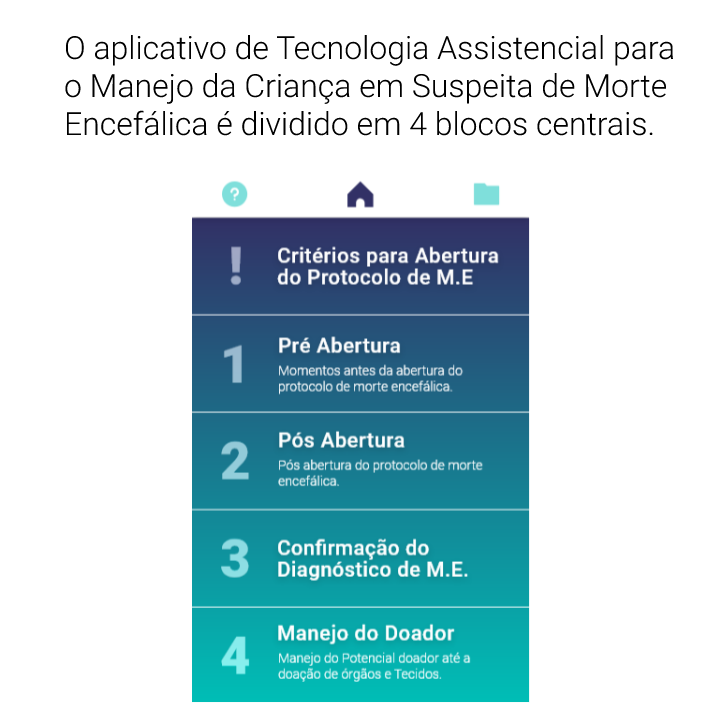 O aplicativo de Tecnologia Assistencial para
o Manejo da Criança em Suspeita de Morte
Encefálica é dividido em 4 blocos centrais.
?
!
Critérios para Abertura
do Protocolo de M.E
1
Pré Abertura
Momentos antes da abertura do
protocolo de morte encefálica.
2
Pós Abertura
Pós abertura do protocolo de morte
encefálica.
3
Confirmação do
Diagnóstico de M.E.
4
Manejo do Doador
Manejo do Potencial doador até a
doação de órgãos e Tecidos.